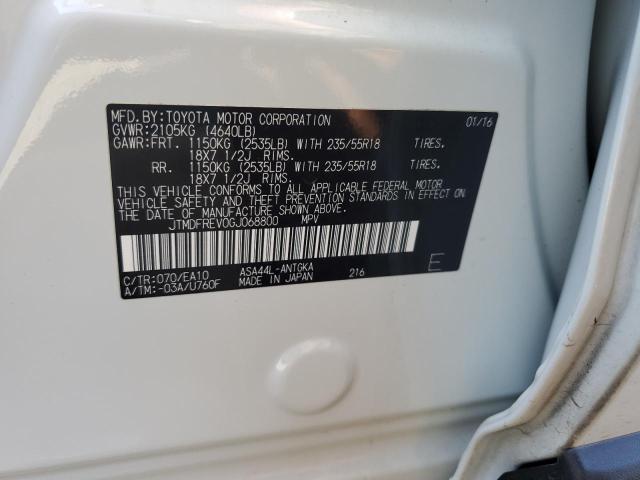 MFD.BY:TOYOTA MOTOR CORPORATION 01/16
GVWR:2105KG (4640LB)
GAWR:FRT. 1150KG (2535LB) WITH 235/55R18 TIRES.
18X7 1/2J RIMS.
RR. 1150KG (2535LB) WITH 235/55R18 TIRES.
18X7 1/2J RIMS.
THIS VEHICLE CONFORMS TO ALL APPLICABLE FEDERAL MOTOR
VEHICLE SAFETY AND THEFT PREVENTION STANDARDS IN EFFECT ON
THE DATE OF MANUFACTURE SHOWN ABOVE.
JTMDFREV0GJ068800 MPV
C/TR:070/EA10 ASA44L-ANTGKA 216 E
A/TM:-03A/U760F MADE IN JAPAN